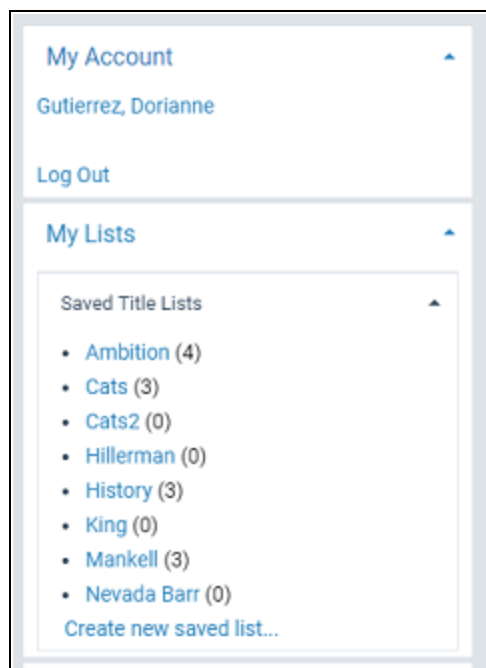 My Account
Gutierrez, Dorianne
Log Out
My Lists
Saved Title Lists
Ambition (4)
Cats (3)
Cats2 (0)
Hillerman (0)
History (3)
King (0)
Mankell (3)
Nevada Barr (0)
Create new saved list...